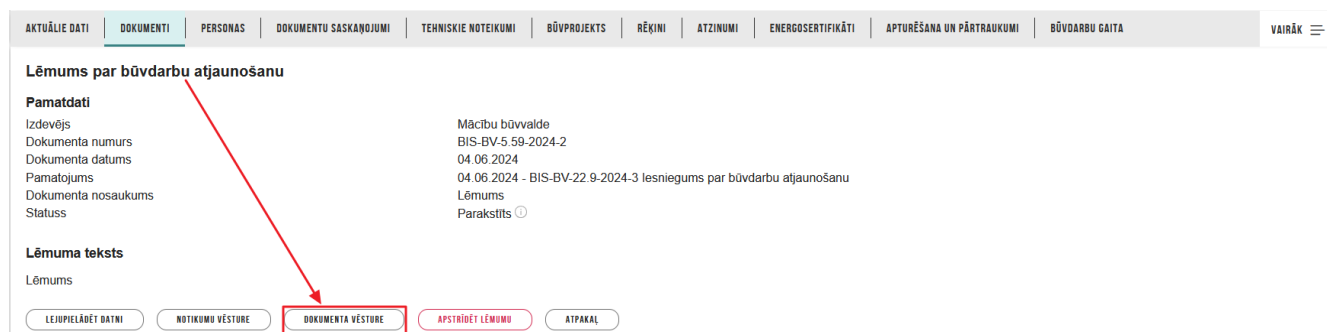 AKTUĀLIE DATI DOKUMENTI PERSONAS DOKUMENTU SASKAŅOJUMI TEHNISKIE NOTEIKUMI BŪVPROJEKTS RĒĶINI ATZINUMI ENERGOSERTIFIKĀTI APTURĒŠANA UN PĀRTRAUKUMI BŪVDARBU GAITA VAIRĀK
Lēmums par būvdarbu atjaunošanu
Pamatdati
Izdevējs Mācību būvvalde
Dokumenta numurs BIS-BV-5.59-2024-2
Dokumenta datums 04.06.2024
Pamatojums 04.06.2024 - BIS-BV-22.9-2024-3 Iesniegums par būvdarbu atjaunošanu
Dokumenta nosaukums Lēmums
Statuss Parakstīts
Lēmuma teksts
Lēmums
LEJUPIELĀDĒT DATNI NOTIKUMU VĒSTURE DOKUMENTA VĒSTURE APSTRĪDĒT LĒMUMU ATPAKAĻ